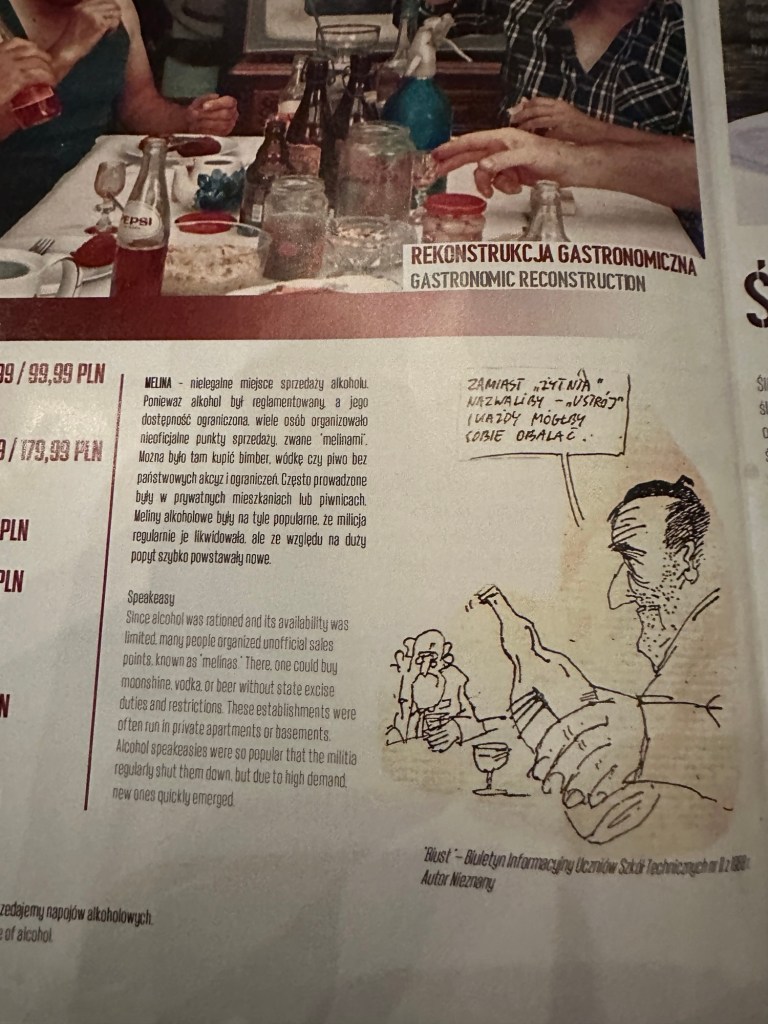 PEPSI
REKONSTRUKCJA GASTRONOMICZNA
GASTRONOMIC RECONSTRUCTION
99 / 99,99 PLN
9 / 179,99 PLN
PLN
PLN
N
MELINA - nielegalne miejsce sprzedaży alkoholu.
Ponieważ alkohol był reglamentowany, a jego
dostępność ograniczona, wiele osób organizowało
nieoficjalne punkty sprzedaży, zwane "melinami".
Można było tam kupić bimber, wódkę czy piwo bez
państwowych akcyz i ograniczeń. Często prowadzone
były w prywatnych mieszkaniach lub piwnicach.
Meliny alkoholowe były na tyle popularne, że milicja
regularnie je likwidowała, ale ze względu na duży
popyt szybko powstawały nowe.
Speakeasy
Since alcohol was rationed and its availability was
limited, many people organized unofficial sales
points, known as "melinas." There, one could buy
moonshine, vodka, or beer without state excise
duties and restrictions. These establishments were
often run in private apartments or basements.
Alcohol speakeasies were so popular that the militia
regularly shut them down, but due to high demand,
new ones quickly emerged.
ZAMIAST „ŻYTNIA"
NAZWALIBY - „USTRÓJ"
I KAŻDY MÓGŁBY
SOBIE OBALAĆ.
"Blust" - Biuletyn Informacyjny Uczniów Szkół Technicznych nr
Autor Nieznany
zedajemy napojów alkoholowych.
e of alcohol.
Ś